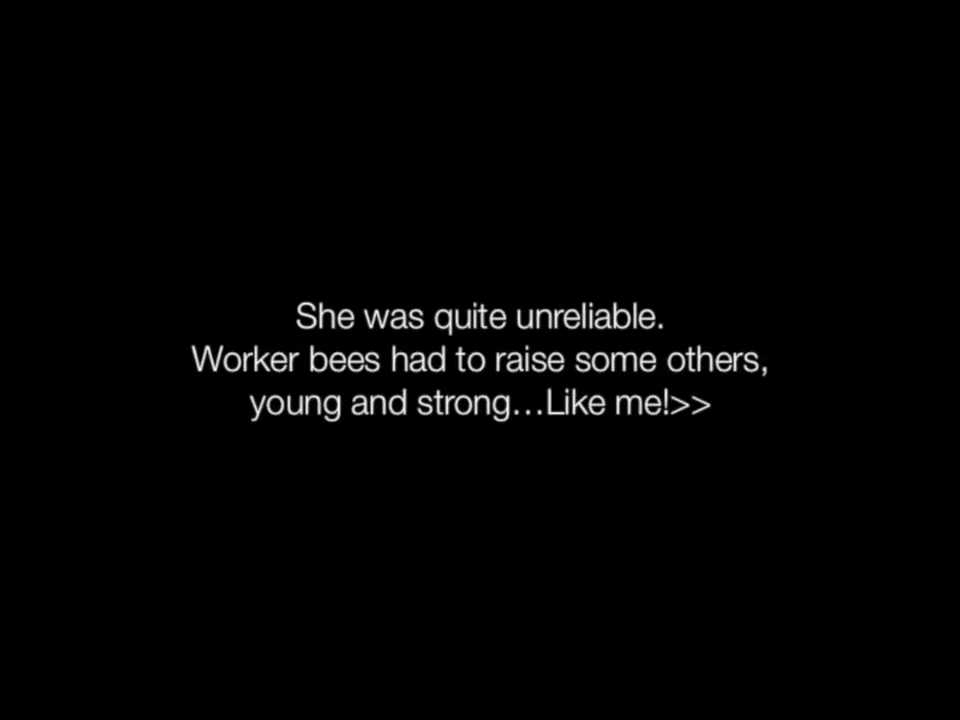 She was quite unreliable.
Worker bees had to raise some others,
young and strong…Like me!>>